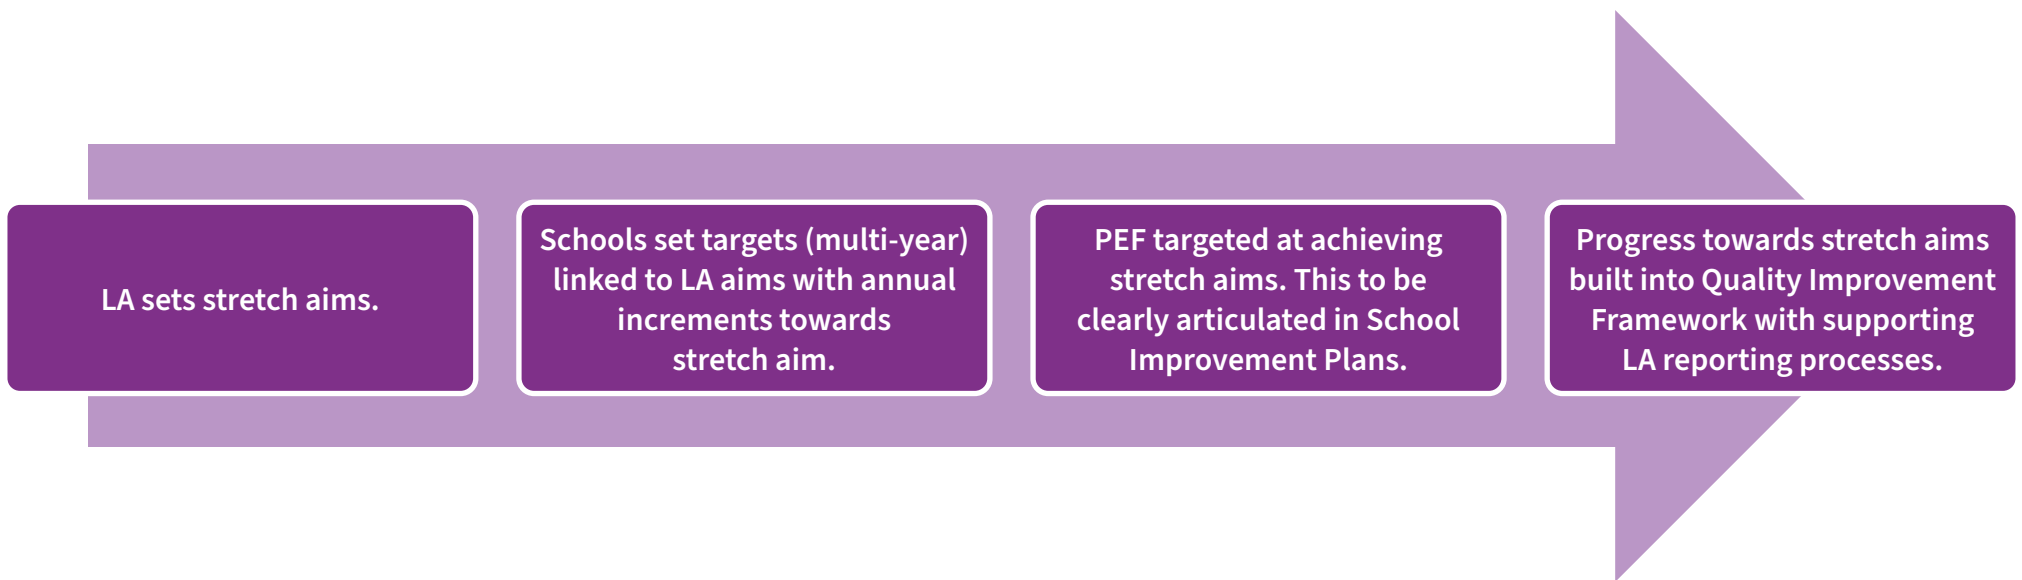 LA sets stretch aims.
Schools set targets (multi-year)
linked to LA aims with annual
increments towards
stretch aim.
PEF targeted at achieving
stretch aims. This to be
clearly articulated in School
Improvement Plans.
Progress towards stretch aims
built into Quality Improvement
Framework with supporting
LA reporting processes.